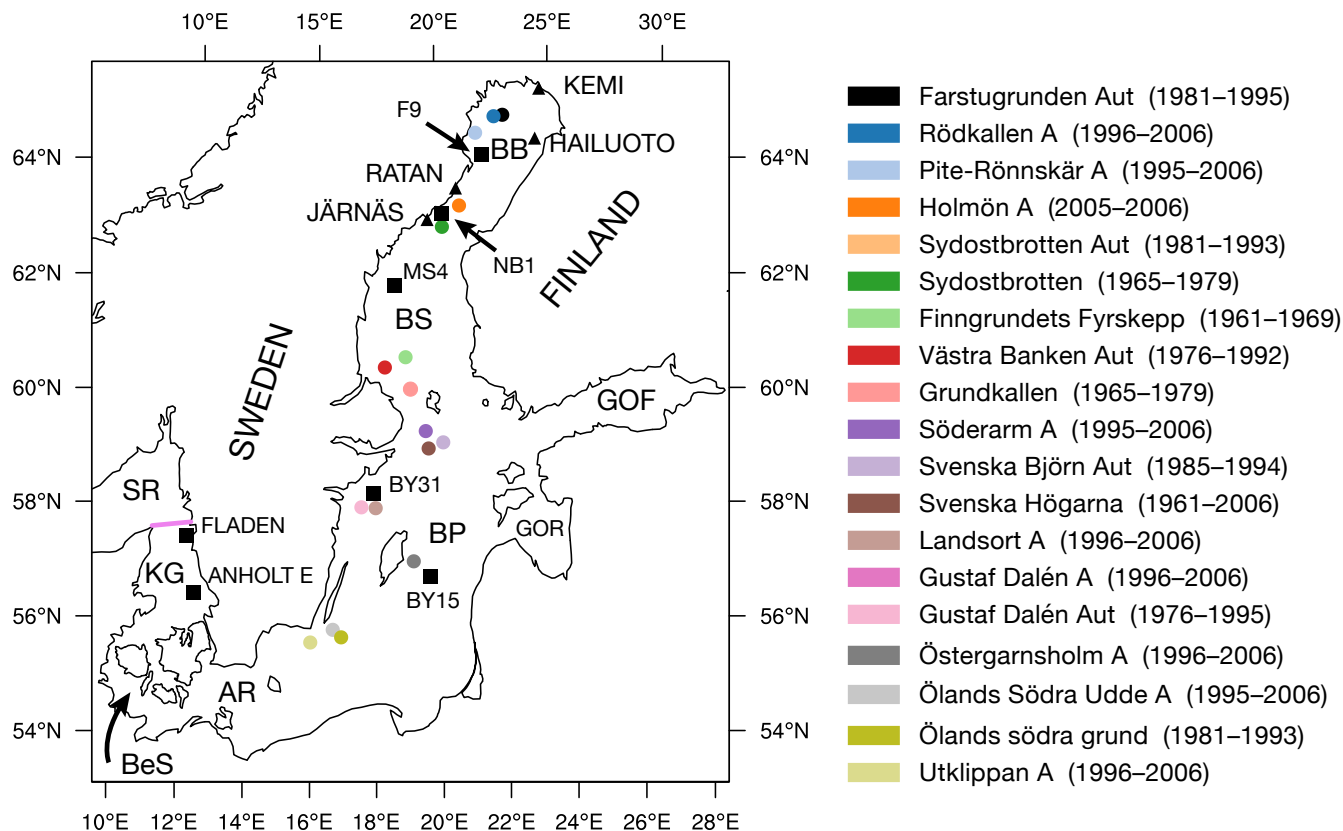 10°E 15°E 20°E 25°E 30°E
KEMI
F9
BB
HAILUOTO
64°N 64°N
RATAN
JÄRNÄS
FINLAND
NB1
62°N MS4 62°N
BS
SWEDEN
60°N 60°N
GOF
SR
BY31
58°N 58°N
FLADEN
BP
GOR
KG
ANHOLT E
BY15
56°N 56°N
AR
54°N 54°N
BeS
10°E 12°E 14°E 16°E 18°E 20°E 22°E 24°E 26°E 28°E
Farstugrunden Aut (1981–1995)
Rödkallen A (1996–2006)
Pite-Rönnskär A (1995–2006)
Holmön A (2005–2006)
Sydostbrotten Aut (1981–1993)
Sydostbrotten (1965–1979)
Finngrundets Fyrskepp (1961–1969)
Västra Banken Aut (1976–1992)
Grundkallen (1965–1979)
Söderarm A (1995–2006)
Svenska Björn Aut (1985–1994)
Svenska Högarna (1961–2006)
Landsort A (1996–2006)
Gustaf Dalén A (1996–2006)
Gustaf Dalén Aut (1976–1995)
Östergarnsholm A (1996–2006)
Ölands Södra Udde A (1995–2006)
Ölands södra grund (1981–1993)
Utklippan A (1996–2006)